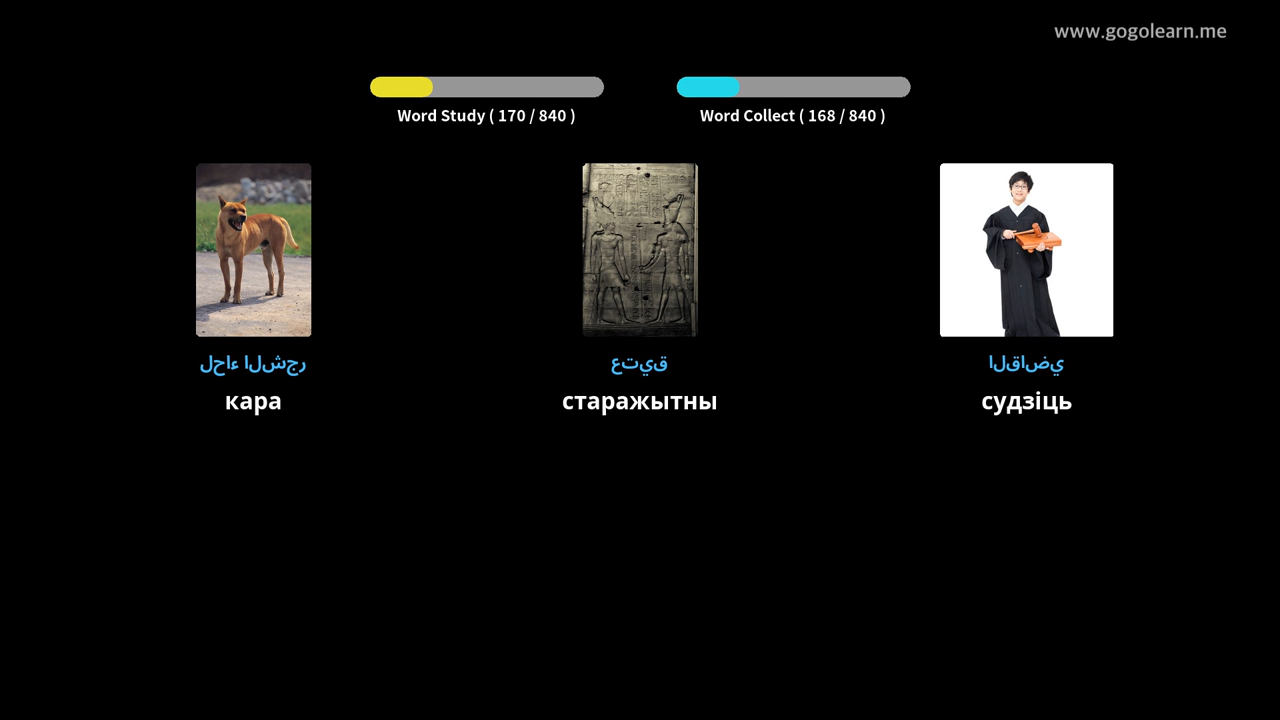 www.gogolearn.me
Word Study ( 170 / 840 )
Word Collect ( 168 / 840 )
لحاء الشجر
عتيق
القاضي
кара
старажытны
судзіць